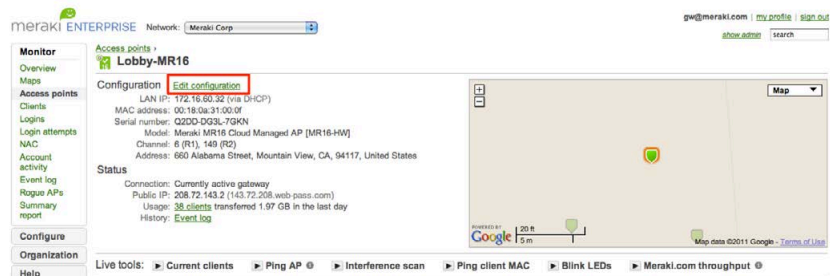 meraki ENTERPRISE Network: Meraki Corp
gw@meraki.com | my profile | sign out
show admin search
Monitor
Overview
Maps
Access points
Clients
Logins
Login attempts
NAC
Account
activity
Event log
Rogue APs
Summary
report
Configure
Organization
Help
Access points ›
Lobby-MR16
Configuration Edit configuration
LAN IP: 172.16.60.32 (via DHCP)
MAC address: 00:18:0a:31:00:0f
Serial number: Q2DD-DG3L-7GKN
Model: Meraki MR16 Cloud Managed AP [MR16-HW]
Channel: 6 (R1), 149 (R2)
Address: 660 Alabama Street, Mountain View, CA, 94117, United States
Status
Connection: Currently active gateway
Public IP: 208.72.143.2 (143.72.208.web-pass.com)
Usage: 38 clients transferred 1.97 GB in the last day
History: Event log
Map
POWERED BY
Google
20 ft
5 m
Map data ©2011 Google - Terms of Use
Live tools: Current clients Ping AP Interference scan Ping client MAC Blink LEDs Meraki.com throughput